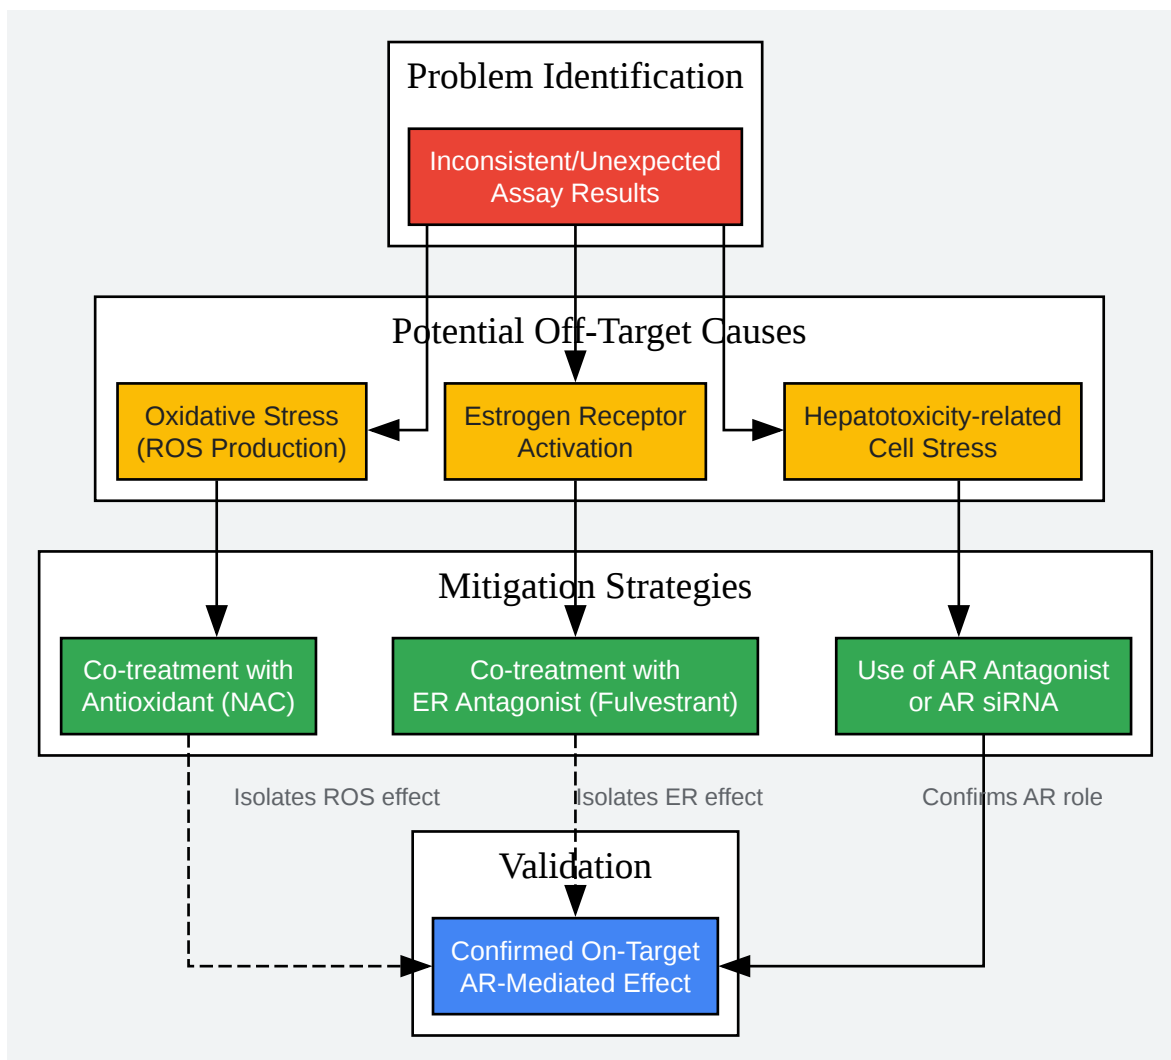 Problem Identification
Inconsistent/Unexpected
Assay Results
Potential Off-Target Causes
Oxidative Stress
(ROS Production)
Estrogen Receptor
Activation
Hepatotoxicity-related
Cell Stress
Mitigation Strategies
Co-treatment with
Antioxidant (NAC)
Co-treatment with
ER Antagonist (Fulvestrant)
Use of AR Antagonist
or AR siRNA
Isolates ROS effect
Isolates ER effect
Confirms AR role
Validation
Confirmed On-Target
AR-Mediated Effect